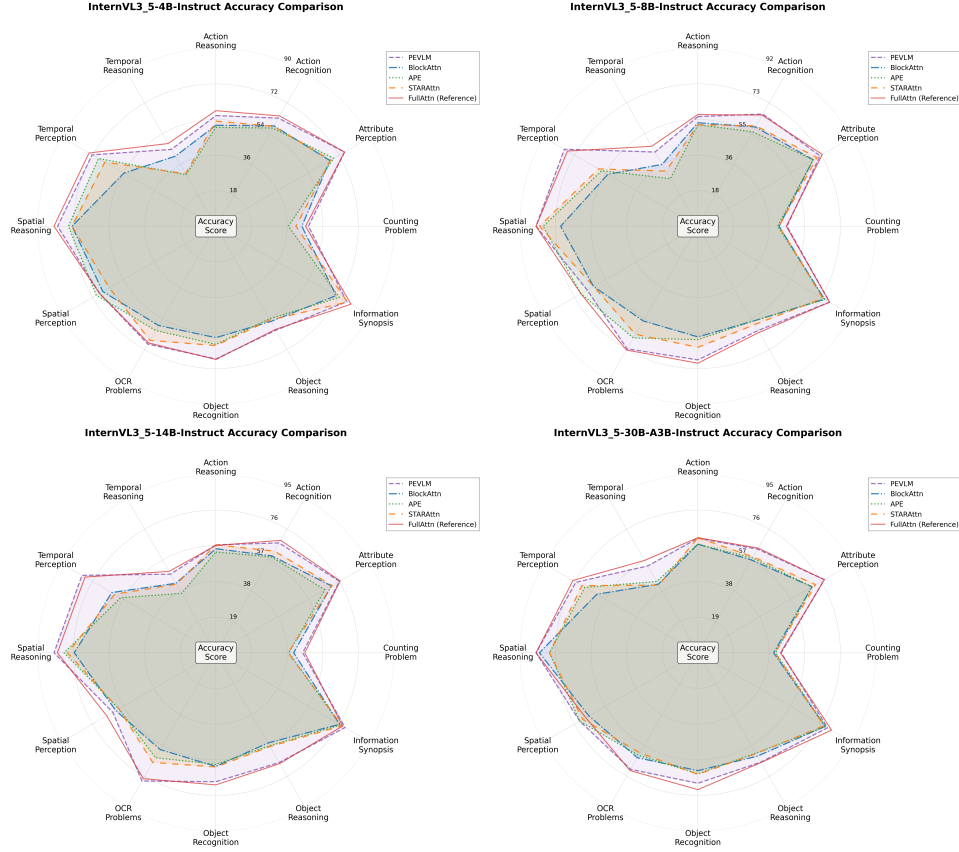 InternVL3_5-4B-Instruct Accuracy Comparison
Action
Reasoning
Temporal
Reasoning
90
Action
Recognition
PEVLM
BlockAttn
APE
STARAttn
FullAttn (Reference)
72
54
36
18
Temporal
Perception
Attribute
Perception
Spatial
Reasoning
Accuracy
Score
Counting
Problem
Spatial
Perception
Information
Synopsis
OCR
Problems
Object
Reasoning
Object
Recognition
InternVL3_5-8B-Instruct Accuracy Comparison
Action
Reasoning
Temporal
Reasoning
92
Action
Recognition
PEVLM
BlockAttn
APE
STARAttn
FullAttn (Reference)
73
55
36
18
Temporal
Perception
Attribute
Perception
Spatial
Reasoning
Accuracy
Score
Counting
Problem
Spatial
Perception
Information
Synopsis
OCR
Problems
Object
Reasoning
Object
Recognition
InternVL3_5-14B-Instruct Accuracy Comparison
Action
Reasoning
Temporal
Reasoning
95
Action
Recognition
PEVLM
BlockAttn
APE
STARAttn
FullAttn (Reference)
76
57
38
19
Temporal
Perception
Attribute
Perception
Spatial
Reasoning
Accuracy
Score
Counting
Problem
Spatial
Perception
Information
Synopsis
OCR
Problems
Object
Reasoning
Object
Recognition
InternVL3_5-30B-A3B-Instruct Accuracy Comparison
Action
Reasoning
Temporal
Reasoning
95
Action
Recognition
PEVLM
BlockAttn
APE
STARAttn
FullAttn (Reference)
76
57
38
19
Temporal
Perception
Attribute
Perception
Spatial
Reasoning
Accuracy
Score
Counting
Problem
Spatial
Perception
Information
Synopsis
OCR
Problems
Object
Reasoning
Object
Recognition